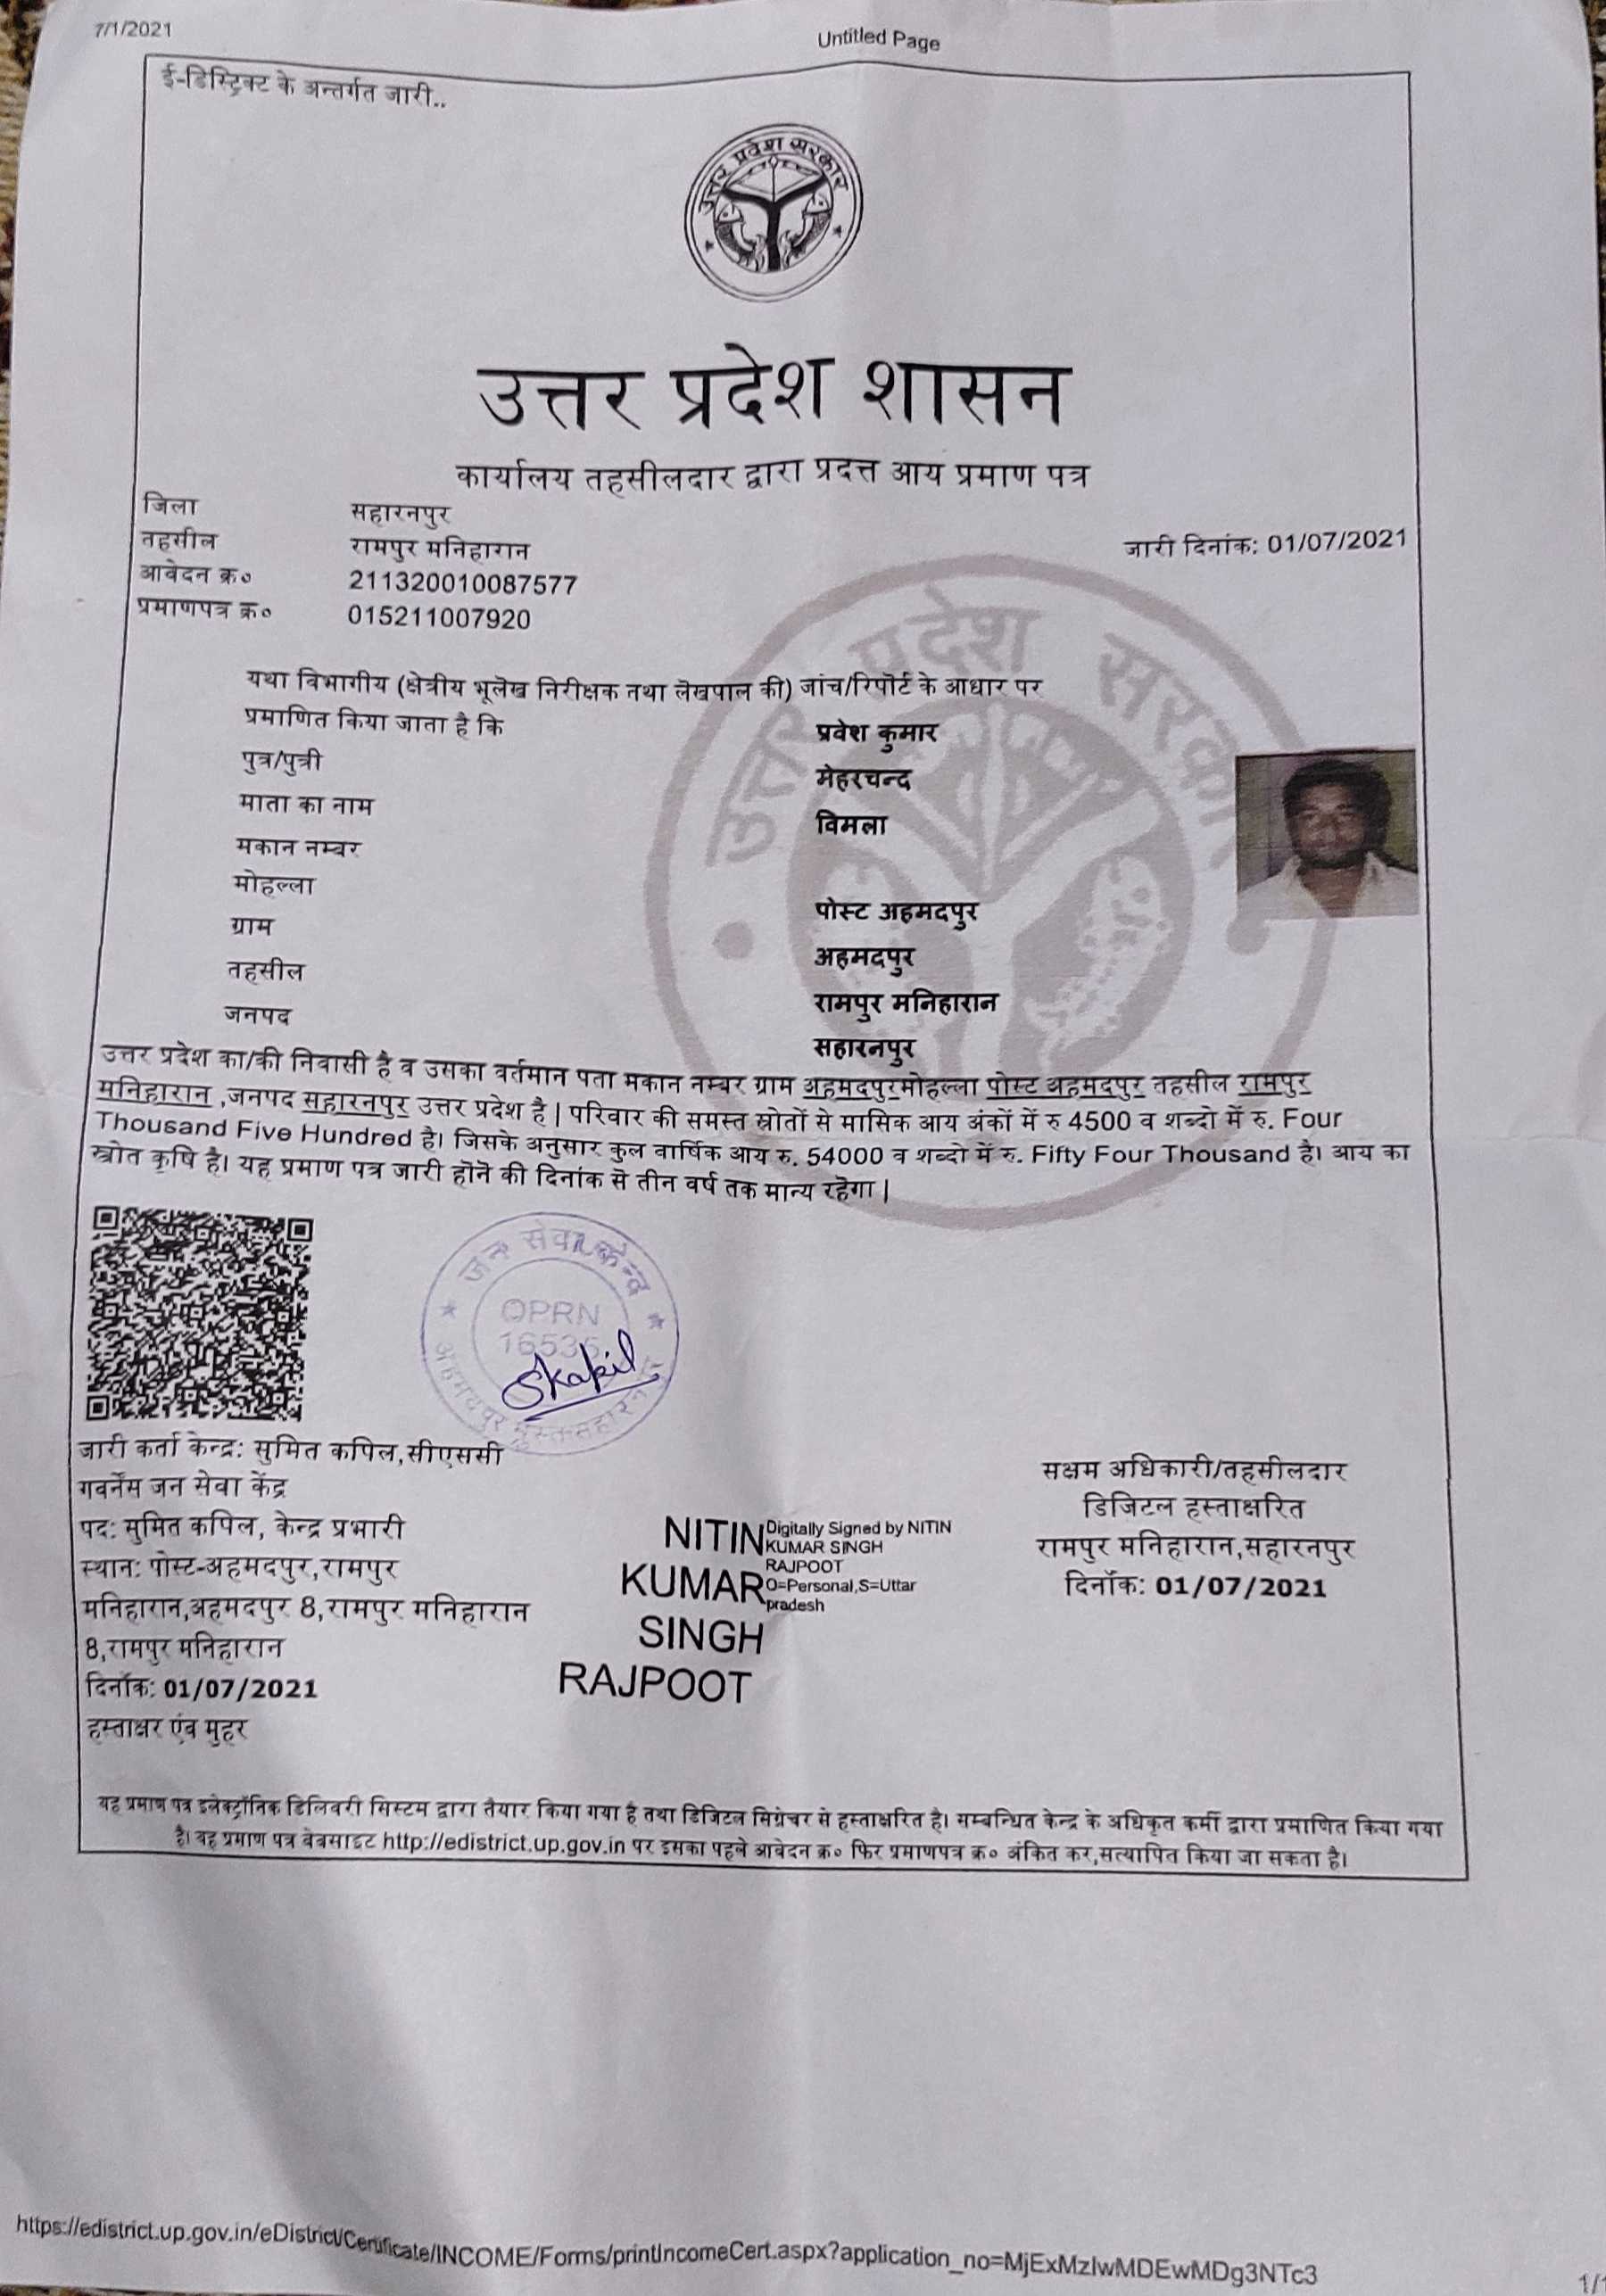 7/1/2021
Untitled Page
ई-डिस्ट्रिक्ट के अन्तर्गत जारी..
उत्तर प्रदेश सरकार
उत्तर प्रदेश शासन
कार्यालय तहसीलदार द्वारा प्रदत्त आय प्रमाण पत्र
जिला सहारनपुर
तहसील रामपुर मनिहारान
जारी दिनांक: 01/07/2021
आवेदन क्र० 211320010087577
प्रमाणपत्र क्र० 015211007920
उत्तर प्रदेश सरकार
यथा विभागीय (क्षेत्रीय भूलेख निरीक्षक तथा लेखपाल की) जांच/रिपोर्ट के आधार पर
प्रमाणित किया जाता है कि प्रवेश कुमार
पुत्र/पुत्री मेहरचन्द
माता का नाम विमला
मकान नम्बर
मोहल्ला पोस्ट अहमदपुर
ग्राम अहमदपुर
तहसील रामपुर मनिहारान
जनपद सहारनपुर
उत्तर प्रदेश का/की निवासी है व उसका वर्तमान पता मकान नम्बर ग्राम अहमदपुरमोहल्ला पोस्ट अहमदपुर तहसील रामपुर
मनिहारान ,जनपद सहारनपुर उत्तर प्रदेश है | परिवार की समस्त स्रोतों से मासिक आय अंकों में रु 4500 व शब्दो में रु. Four
Thousand Five Hundred है। जिसके अनुसार कुल वार्षिक आय रु. 54000 व शब्दो में रु. Fifty Four Thousand है। आय का
स्त्रोत कृषि है। यह प्रमाण पत्र जारी होने की दिनांक से तीन वर्ष तक मान्य रहेगा |
जन सेवा केन्द्र
OPRN
16535
Skapil
अहमदपुर सहारनपुर
जारी कर्ता केन्द्र: सुमित कपिल,सीएससी
गवर्नेंस जन सेवा केंद्र
पद: सुमित कपिल, केन्द्र प्रभारी
स्थान: पोस्ट-अहमदपुर,रामपुर
मनिहारान,अहमदपुर 8,रामपुर मनिहारान
8,रामपुर मनिहारान
दिनॉक: 01/07/2021
हस्ताक्षर एंव मुहर
NITIN
KUMAR
SINGH
RAJPOOT
Digitally Signed by NITIN
KUMAR SINGH
RAJPOOT
O=Personal,S=Uttar
pradesh
सक्षम अधिकारी/तहसीलदार
डिजिटल हस्ताक्षरित
रामपुर मनिहारान,सहारनपुर
दिनॉक: 01/07/2021
यह प्रमाण पत्र इलेक्ट्रॉनिक डिलिवरी सिस्टम द्वारा तैयार किया गया है तथा डिजिटल सिग्नेचर से हस्ताक्षरित है। सम्बन्धित केन्द्र के अधिकृत कर्मी द्वारा प्रमाणित किया गया
है। यह प्रमाण पत्र वेबसाइट http://edistrict.up.gov.in पर इसका पहले आवेदन क्र० फिर प्रमाणपत्र क्र० अंकित कर,सत्यापित किया जा सकता है।
https://edistrict.up.gov.in/eDistrict/Certificate/INCOME/Forms/printIncomeCert.aspx?application_no=MjExMzIwMDEwMDg3NTc3